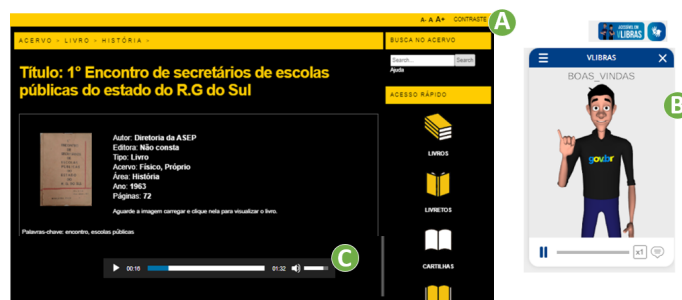 A- A A+ CONTRASTE
A
ACERVO > LIVRO > HISTÓRIA >
BUSCA NO ACERVO
Search... Search
Ajuda
Título: 1° Encontro de secretários de escolas
públicas do estado do R.G do Sul
ACESSO RÁPIDO
Autor: Diretoria da ASEP
Editora: Não consta
Tipo: Livro
Acervo: Físico, Próprio
Área: História
Ano: 1963
Páginas: 72
Aguarde a imagem carregar e clique nela para visualizar o livro.
Palavras-chave: encontro, escolas públicas
LIVROS
LIVRETOS
CARTILHAS
00:16 01:32
C
ACESSÍVEL EM
VLIBRAS
VLIBRAS
BOAS_VINDAS
B
gov.br
x1